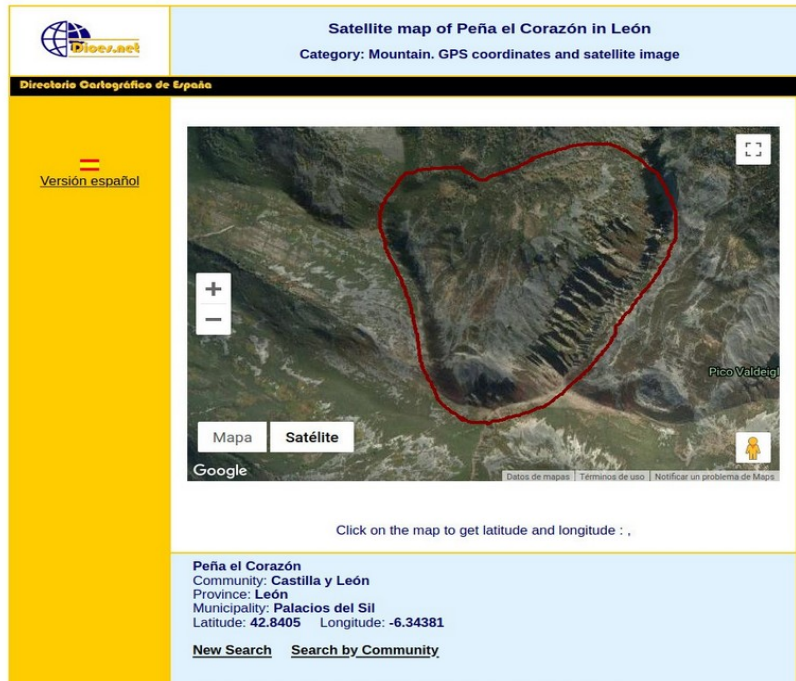 Dices.net
Satellite map of Peña el Corazón in León
Category: Mountain. GPS coordinates and satellite image
Directorio Cartográfico de España
Versión español
+
−
Pico Valdeigl
Mapa
Satélite
Google
Datos de mapas
Términos de uso
Notificar un problema de Maps
Click on the map to get latitude and longitude : ,
Peña el Corazón
Community: Castilla y León
Province: León
Municipality: Palacios del Sil
Latitude: 42.8405 Longitude: -6.34381
New Search Search by Community